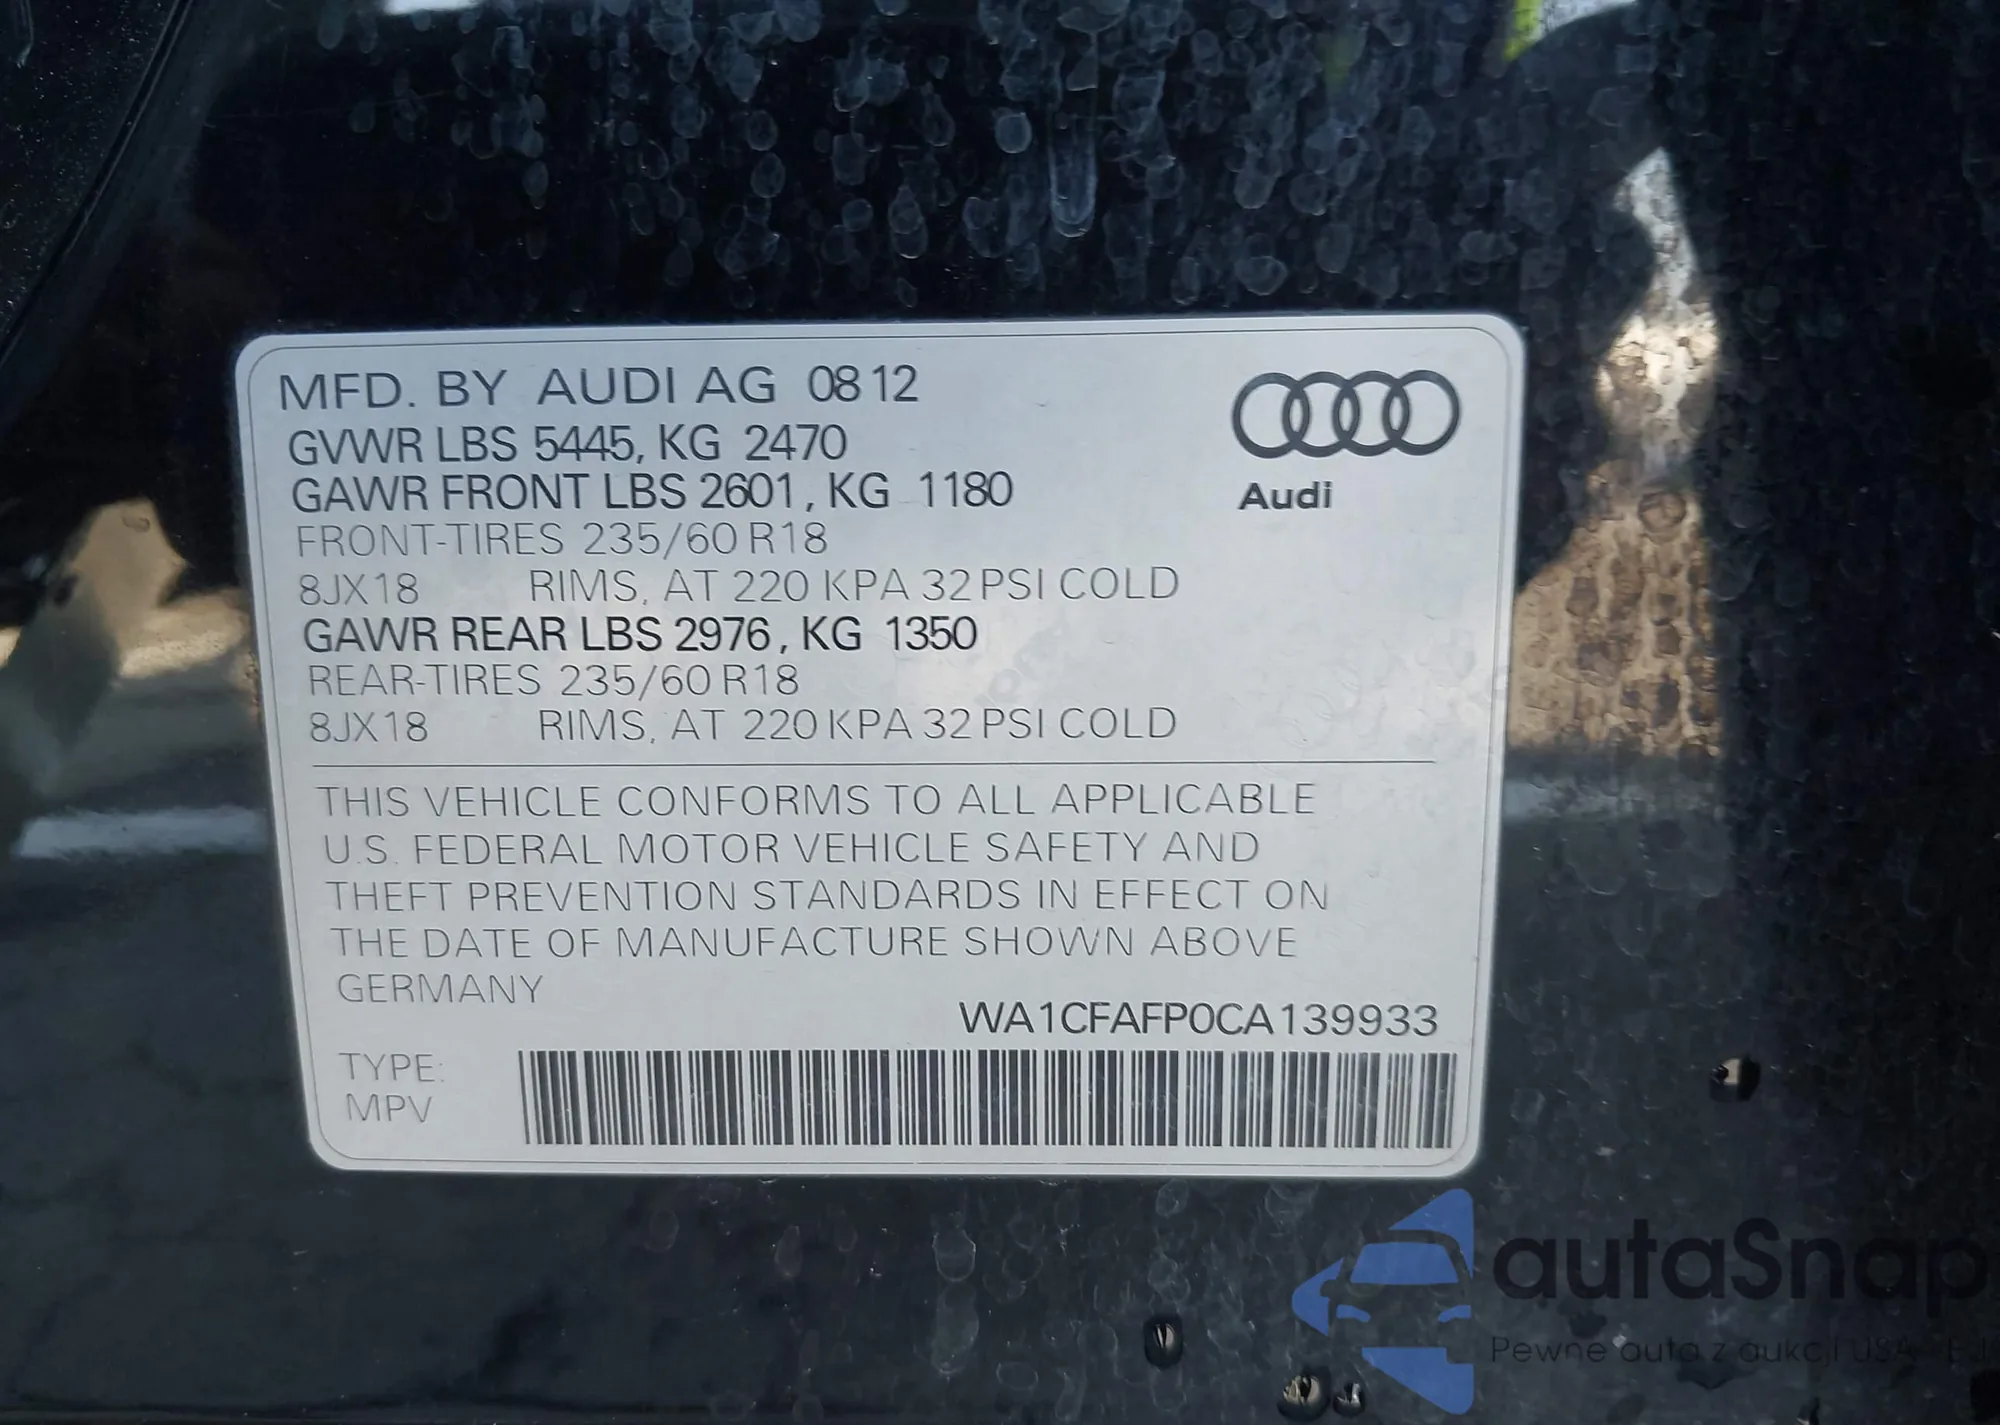 MFD. BY AUDI AG 08 12
GVWR LBS 5445, KG 2470
GAWR FRONT LBS 2601, KG 1180
FRONT-TIRES 235/60 R18
8JX18 RIMS, AT 220 KPA 32 PSI COLD
GAWR REAR LBS 2976, KG 1350
REAR-TIRES 235/60 R18
8JX18 RIMS, AT 220 KPA 32 PSI COLD
Audi
THIS VEHICLE CONFORMS TO ALL APPLICABLE
U.S. FEDERAL MOTOR VEHICLE SAFETY AND
THEFT PREVENTION STANDARDS IN EFFECT ON
THE DATE OF MANUFACTURE SHOWN ABOVE
GERMANY
WA1CFAFP0CA139933
TYPE:
MPV
autaSnap
Pewne auta z aukcji USA